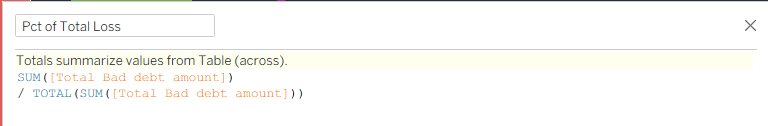 Pct of Total Loss
Totals summarize values from Table (across).
SUM([Total Bad debt amount])
/ TOTAL(SUM([Total Bad debt amount]))